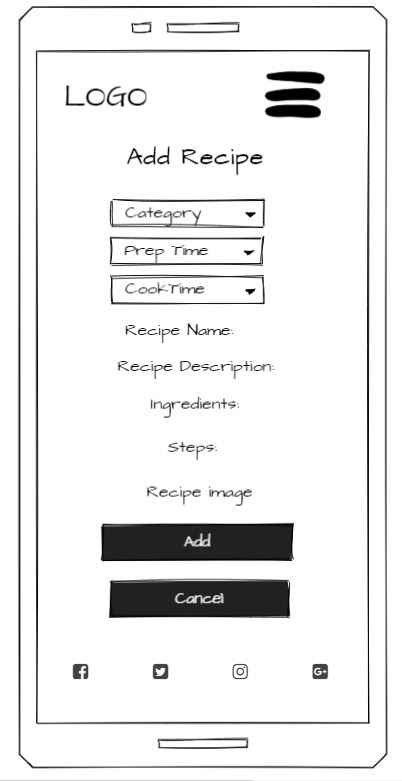 LOGO
Add Recipe
Category
Prep Time
CookTime
Recipe Name:
Recipe Description:
Ingredients:
Steps:
Recipe image
Add
Cancel